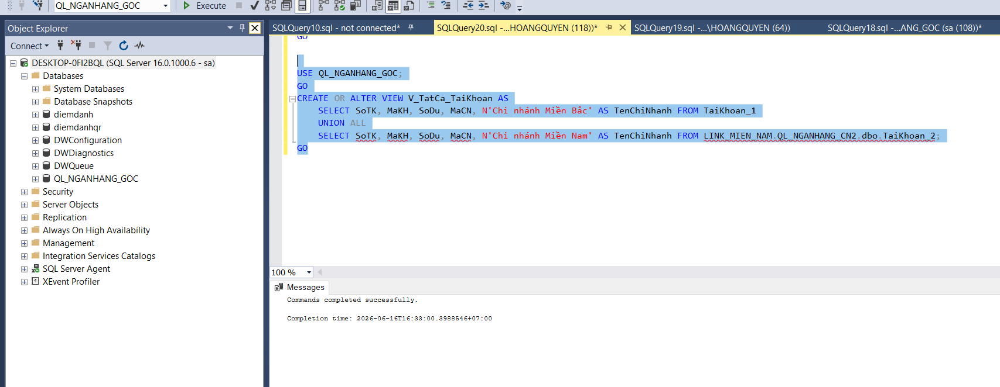 QL_NGANHANG_GOC
Execute
Object Explorer
SQLQuery10.sql - not connected*
SQLQuery20.sql -...HOANGQUYEN (118))*
SQLQuery19.sql -...\HOANGQUYEN (64))
SQLQuery18.sql -...ANG_GOC (sa (108))*
Connect
DESKTOP-0FI2BQL (SQL Server 16.0.1000.6 - sa)
Databases
System Databases
Database Snapshots
diemdanh
diemdanhqr
DWConfiguration
DWDiagnostics
DWQueue
QL_NGANHANG_GOC
Security
Server Objects
Replication
Always On High Availability
Management
Integration Services Catalogs
SQL Server Agent
XEvent Profiler
GO
USE QL_NGANHANG_GOC;
GO
CREATE OR ALTER VIEW V_TatCa_TaiKhoan AS
SELECT SoTK, MaKH, SoDu, MaCN, N'Chi nhánh Miền Bắc' AS TenChiNhanh FROM TaiKhoan_1
UNION ALL
SELECT SoTK, MaKH, SoDu, MaCN, N'Chi nhánh Miền Nam' AS TenChiNhanh FROM LINK_MIEN_NAM.QL_NGANHANG_CN2.dbo.TaiKhoan_2;
GO
100 %
Messages
Commands completed successfully.
Completion time: 2026-06-16T16:33:00.3988546+07:00